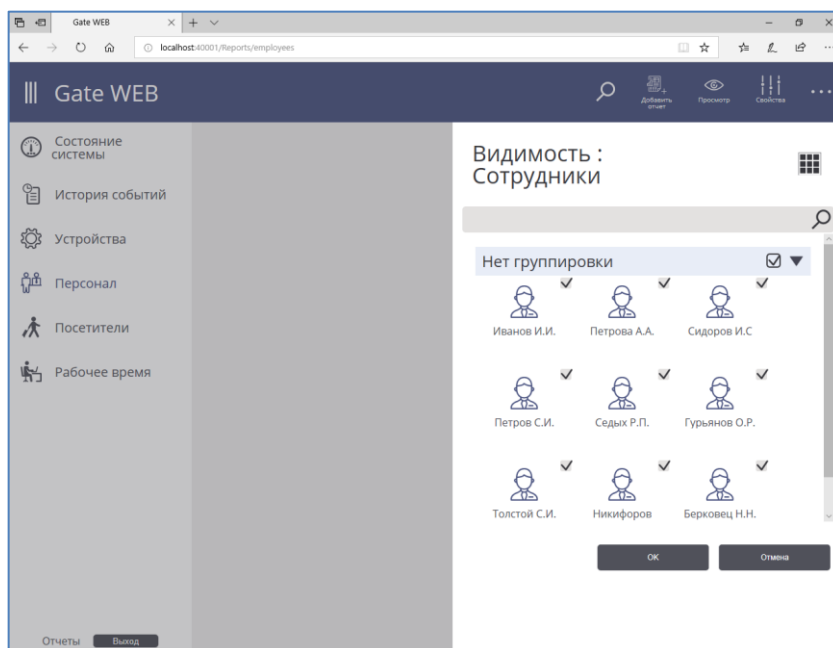 Gate WEB
localhost:40001/Reports/employees
Gate WEB
Добавить
отчет
Просмотр
Свойства
Состояние
системы
История событий
Устройства
Персонал
Посетители
Рабочее время
Видимость :
Сотрудники
Нет группировки
Иванов И.И. Петрова А.А. Сидоров И.С
Петров С.И. Седых Р.П. Гурьянов О.Р.
Толстой С.И. Никифоров Берковец Н.Н.
ОК Отмена
Отчеты Выход